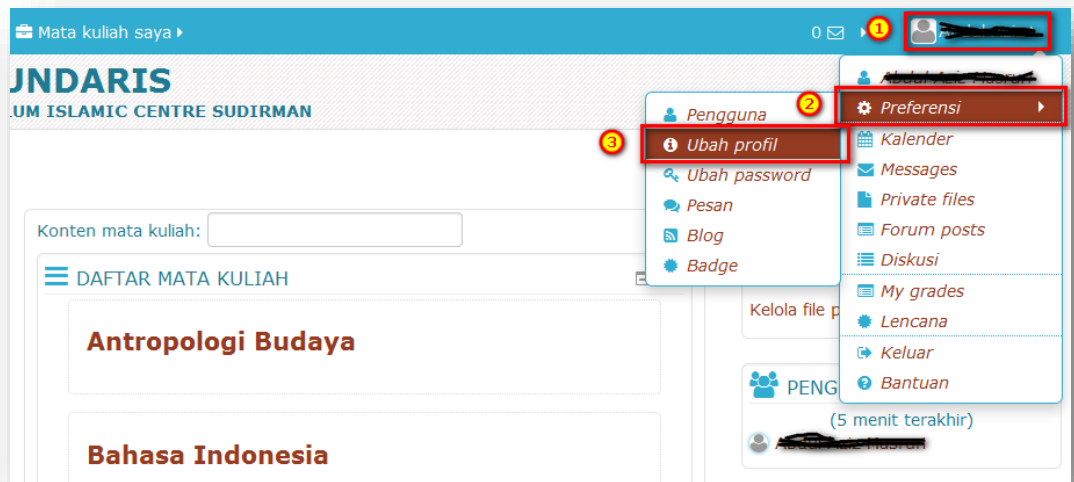 Mata kuliah saya
0
1
UNDARIS
UM ISLAMIC CENTRE SUDIRMAN
2
Preferensi
Kalender
Messages
Private files
Forum posts
Diskusi
My grades
Lencana
Keluar
Bantuan
Pengguna
3
Ubah profil
Ubah password
Pesan
Blog
Badge
Konten mata kuliah:
DAFTAR MATA KULIAH
Antropologi Budaya
Bahasa Indonesia
Kelola file p
PENG
(5 menit terakhir)